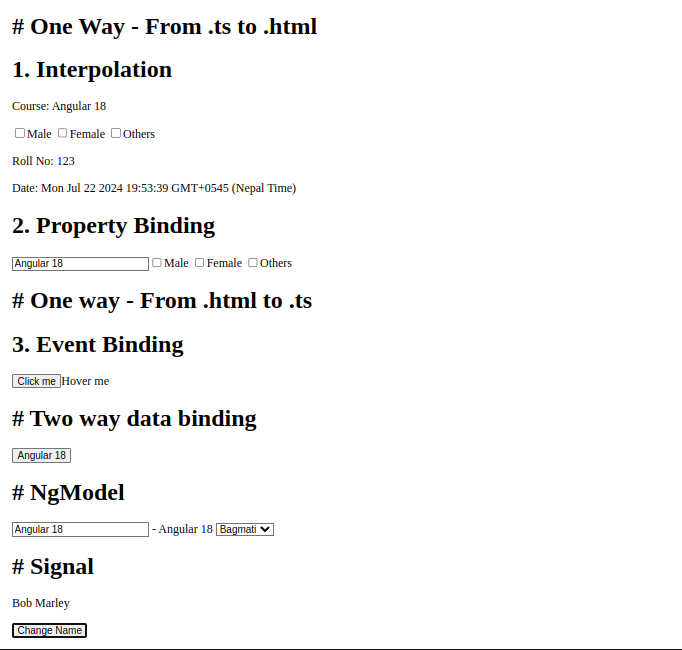 # One Way - From .ts to .html
1. Interpolation
Course: Angular 18
Male Female Others
Roll No: 123
Date: Mon Jul 22 2024 19:53:39 GMT+0545 (Nepal Time)
2. Property Binding
Angular 18 Male Female Others
# One way - From .html to .ts
3. Event Binding
Click me Hover me
# Two way data binding
Angular 18
# NgModel
Angular 18 - Angular 18 Bagmati
# Signal
Bob Marley
Change Name